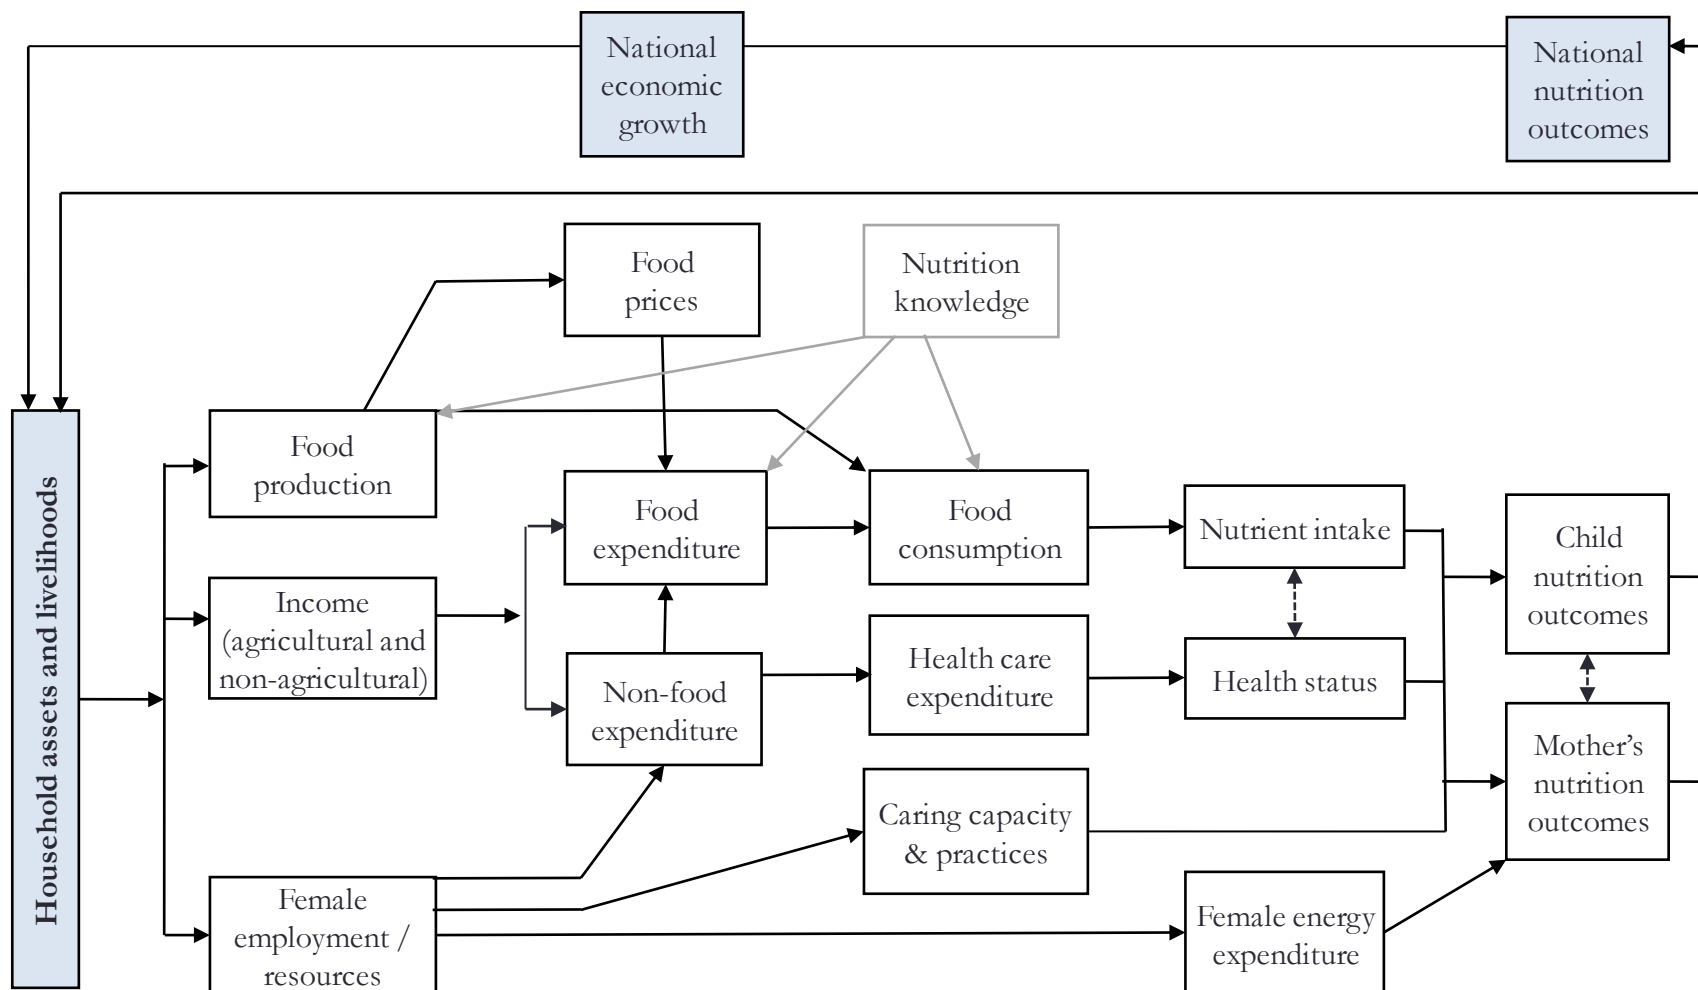 National
economic
growth
National
nutrition
outcomes
Food
prices
Nutrition
knowledge
Household assets and livelihoods
Food
production
Food
expenditure
Food
consumption
Nutrient intake
Child
nutrition
outcomes
Income
(agricultural and
non-agricultural)
Non-food
expenditure
Health care
expenditure
Health status
Mother’s
nutrition
outcomes
Caring capacity
& practices
Female
employment /
resources
Female energy
expenditure